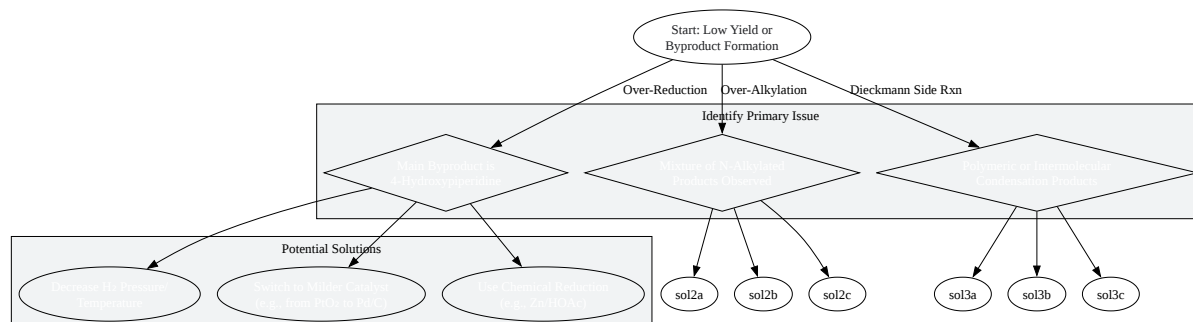 Start: Low Yield or
Byproduct Formation
Over-Reduction
Over-Alkylation
Dieckmann Side Rxn
Identify Primary Issue
Main Byproduct is
4-Hydroxypiperidine
Mixture of N-Alkylated
Products Observed
Polymeric or Intermolecular
Condensation Products
Potential Solutions
Decrease H₂ Pressure/
Temperature
Switch to Milder Catalyst
(e.g., from PtO₂ to Pd/C)
Use Chemical Reduction
(e.g., Zn/HOAc)
sol2a
sol2b
sol2c
sol3a
sol3b
sol3c